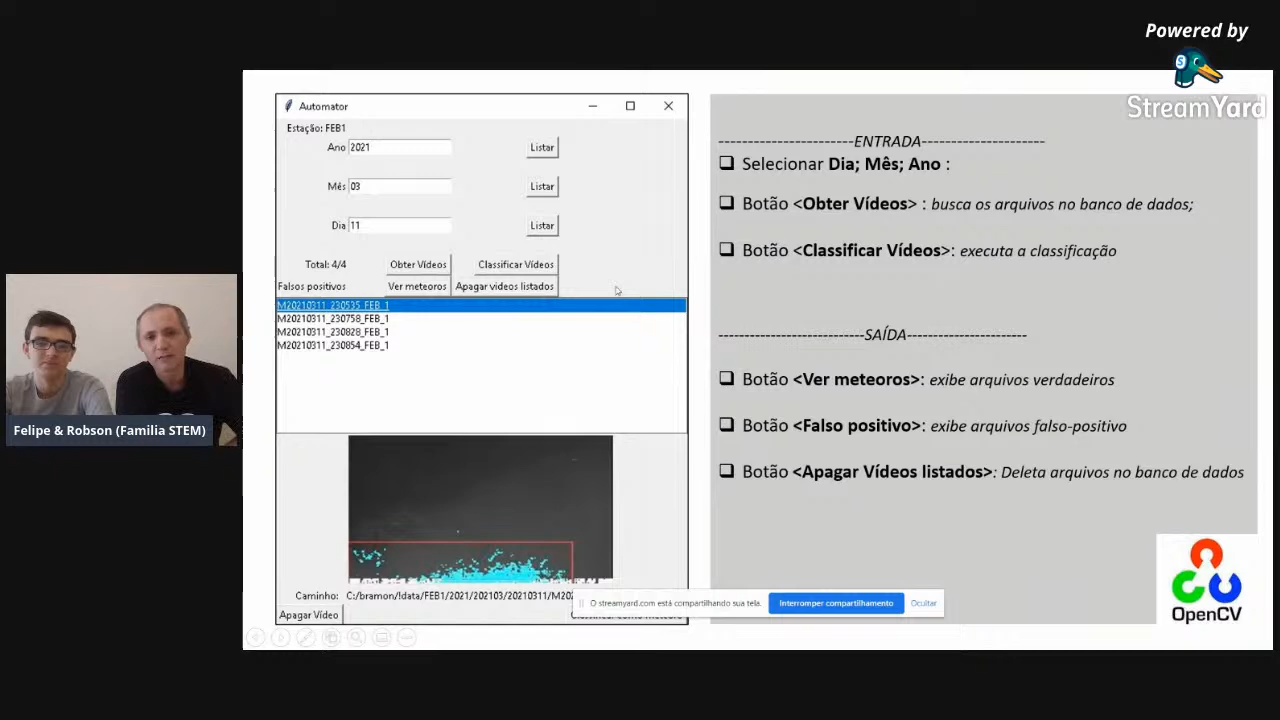 Powered by
StreamYard
Automator
Estação: FEB1
Ano 2021 Listar
Mês 03 Listar
Dia 11 Listar
Total: 4/4 Obter Vídeos Classificar Vídeos
Falsos positivos Ver meteoros Apagar videos listados
M20210311_230535_FEB_1
M20210311_230758_FEB_1
M20210311_230828_FEB_1
M20210311_230854_FEB_1
Caminho: C:/bramon/!data/FEB1/2021/202103/20210311/M202
Apagar Vídeo
----------------------ENTRADA--------------------
Selecionar Dia; Mês; Ano :
Botão <Obter Vídeos> : busca os arquivos no banco de dados;
Botão <Classificar Vídeos>: executa a classificação
------------------------SAÍDA-------------------
Botão <Ver meteoros>: exibe arquivos verdadeiros
Botão <Falso positivo>: exibe arquivos falso-positivo
Botão <Apagar Vídeos listados>: Deleta arquivos no banco de dados
OpenCV
O streamyard.com está compartilhando sua tela. Interromper compartilhamento Ocultar
Felipe & Robson (Familia STEM)